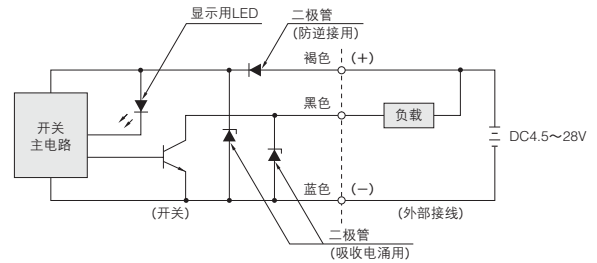 显示用LED
二极管
(防逆接用)
褐色 (+)
黑色
负载
开关
主电路
DC4.5～28V
蓝色 (−)
(开关)
(外部接线)
二极管
(吸收电涌用)